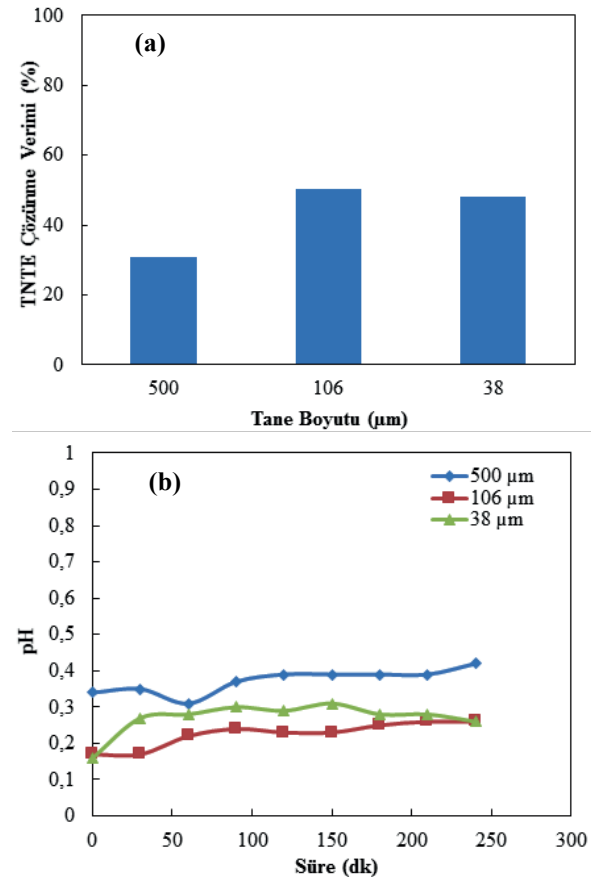 (a)
TNTE Çözünme Verimi (%)
100
80
60
40
20
0
500 106 38
Tane Boyutu (µm)
(b)
500 µm
106 µm
38 µm
pH
1
0,9
0,8
0,7
0,6
0,5
0,4
0,3
0,2
0,1
0
0 50 100 150 200 250 300
Süre (dk)